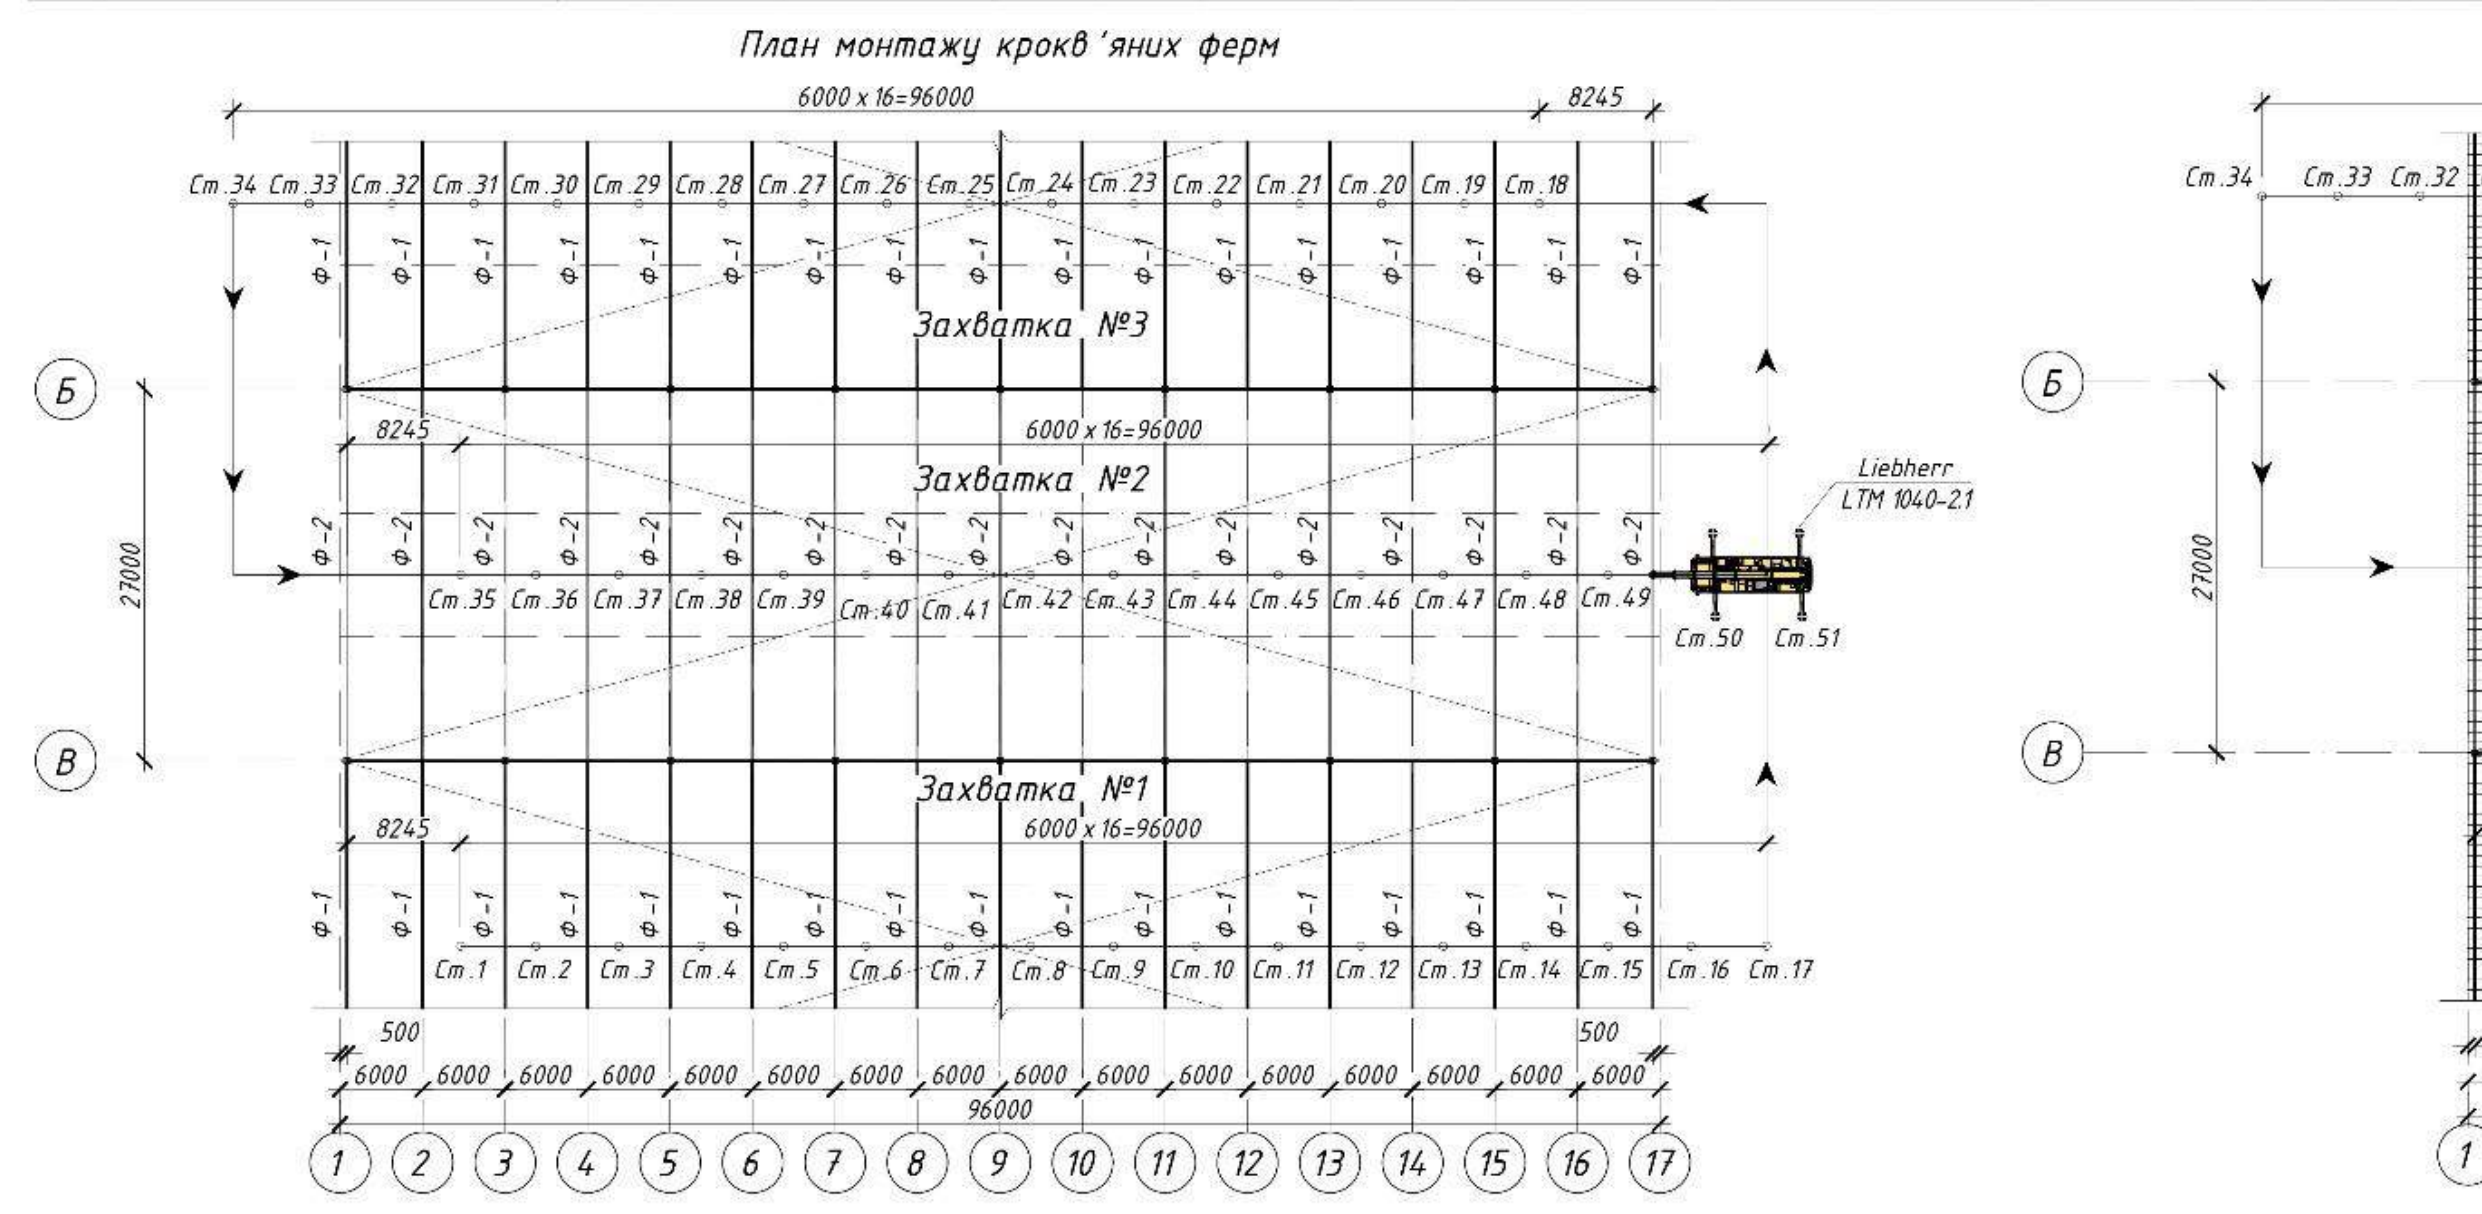 План монтажу кроквʼяних ферм
6000 х 16=96000 8245
Ст.34 Ст.33 Ст.32 Ст.31 Ст.30 Ст.29 Ст.28 Ст.27 Ст.26 Ст.25 Ст.24 Ст.23 Ст.22 Ст.21 Ст.20 Ст.19 Ст.18
Ф-1 Ф-1 Ф-1 Ф-1 Ф-1 Ф-1 Ф-1 Ф-1 Ф-1 Ф-1 Ф-1 Ф-1 Ф-1 Ф-1 Ф-1 Ф-1 Ф-1
Захватка №3
Б
8245 6000 х 16=96000
Захватка №2
Liebherr
LTM 1040-2.1
27000
Ф-2 Ф-2 Ф-2 Ф-2 Ф-2 Ф-2 Ф-2 Ф-2 Ф-2 Ф-2 Ф-2 Ф-2 Ф-2 Ф-2 Ф-2 Ф-2 Ф-2
Ст.35 Ст.36 Ст.37 Ст.38 Ст.39 Ст.40 Ст.41 Ст.42 Ст.43 Ст.44 Ст.45 Ст.46 Ст.47 Ст.48 Ст.49
Ст.50 Ст.51
В
Захватка №1
8245 6000 х 16=96000
Ф-1 Ф-1 Ф-1 Ф-1 Ф-1 Ф-1 Ф-1 Ф-1 Ф-1 Ф-1 Ф-1 Ф-1 Ф-1 Ф-1 Ф-1 Ф-1 Ф-1
Ст.1 Ст.2 Ст.3 Ст.4 Ст.5 Ст.6 Ст.7 Ст.8 Ст.9 Ст.10 Ст.11 Ст.12 Ст.13 Ст.14 Ст.15 Ст.16 Ст.17
500 500
6000 6000 6000 6000 6000 6000 6000 6000 6000 6000 6000 6000 6000 6000 6000 6000
96000
1 2 3 4 5 6 7 8 9 10 11 12 13 14 15 16 17
Ст.34 Ст.33 Ст.32
Б
27000
В
1